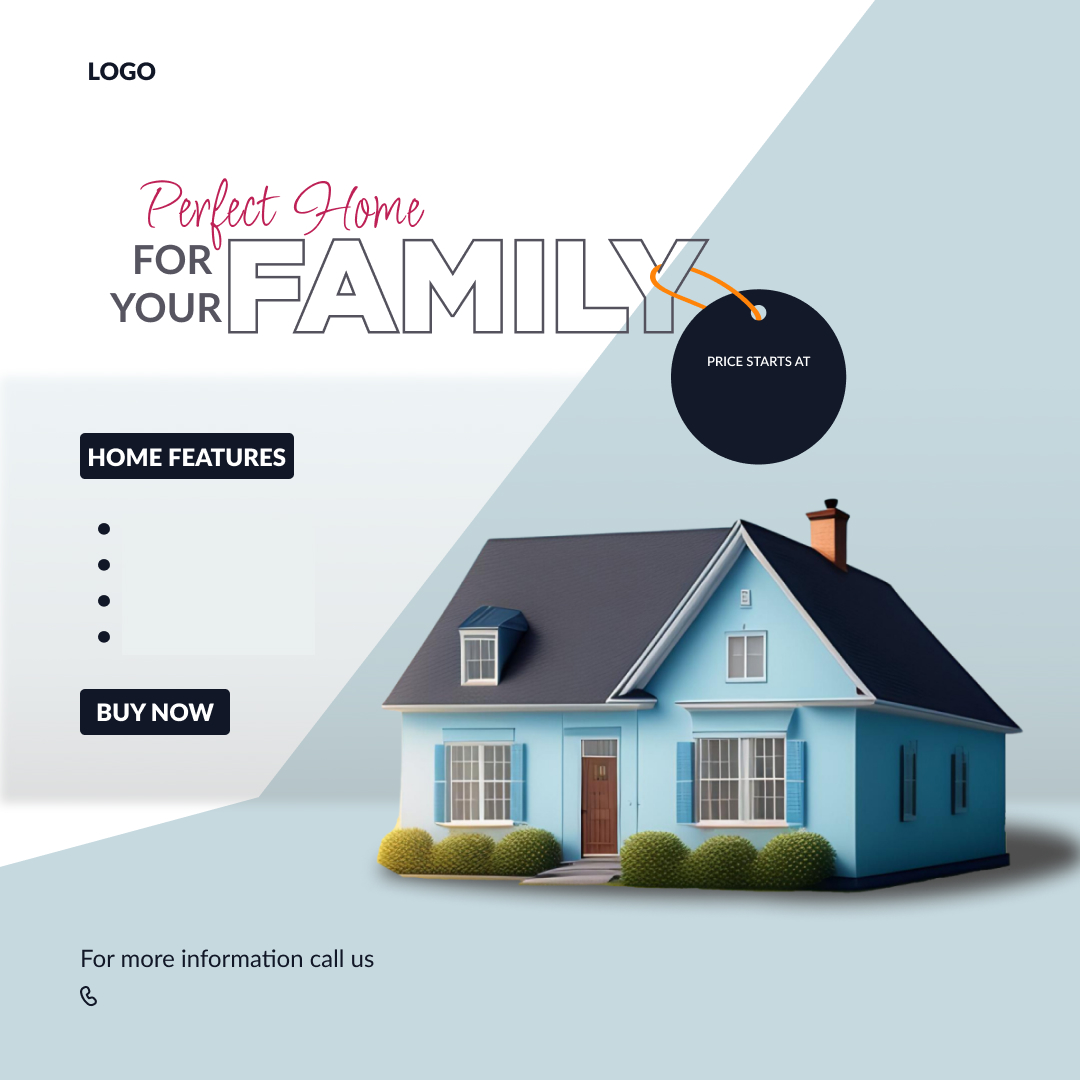 LOGO
Perfect Home
FOR
YOUR
FAMILY
PRICE STARTS AT
HOME FEATURES
BUY NOW
For more information call us